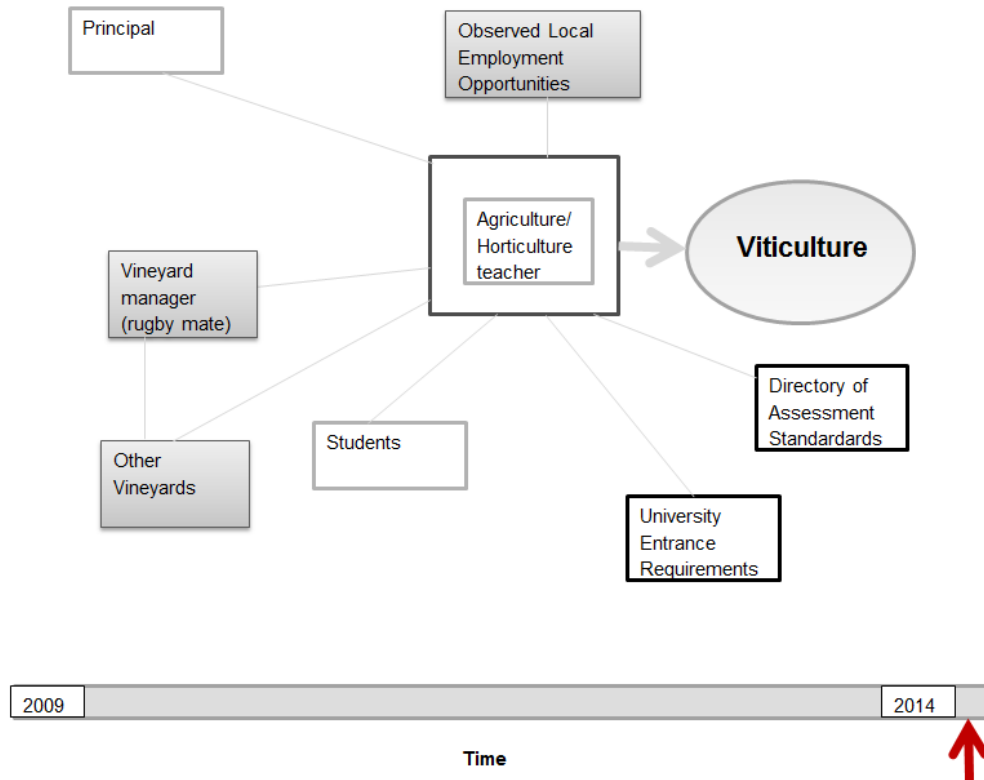 Principal
Observed Local
Employment
Opportunities
Agriculture/
Horticulture
teacher
Viticulture
Vineyard
manager
(rugby mate)
Directory of
Assessment
Standardards
Students
Other
Vineyards
University
Entrance
Requirements
2009
2014
Time